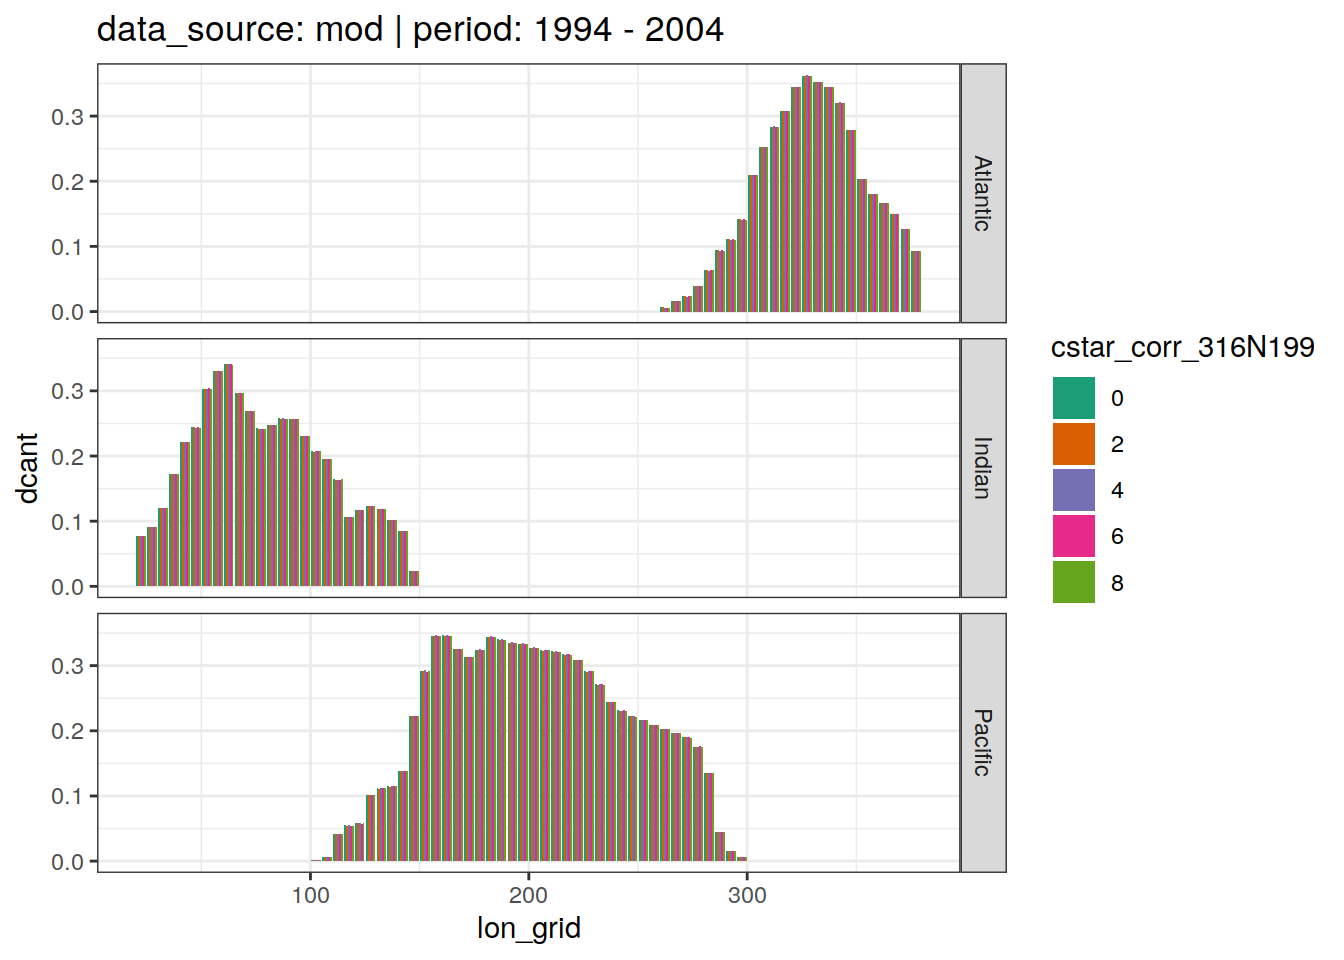 data_source: mod | period: 1994 - 2004
0.3
0.2
0.1
0.0
Atlantic
0.3
0.2
0.1
0.0
Indian
0.3
0.2
0.1
0.0
Pacific
dcant
100
200
300
lon_grid
cstar_corr_316N199
0
2
4
6
8